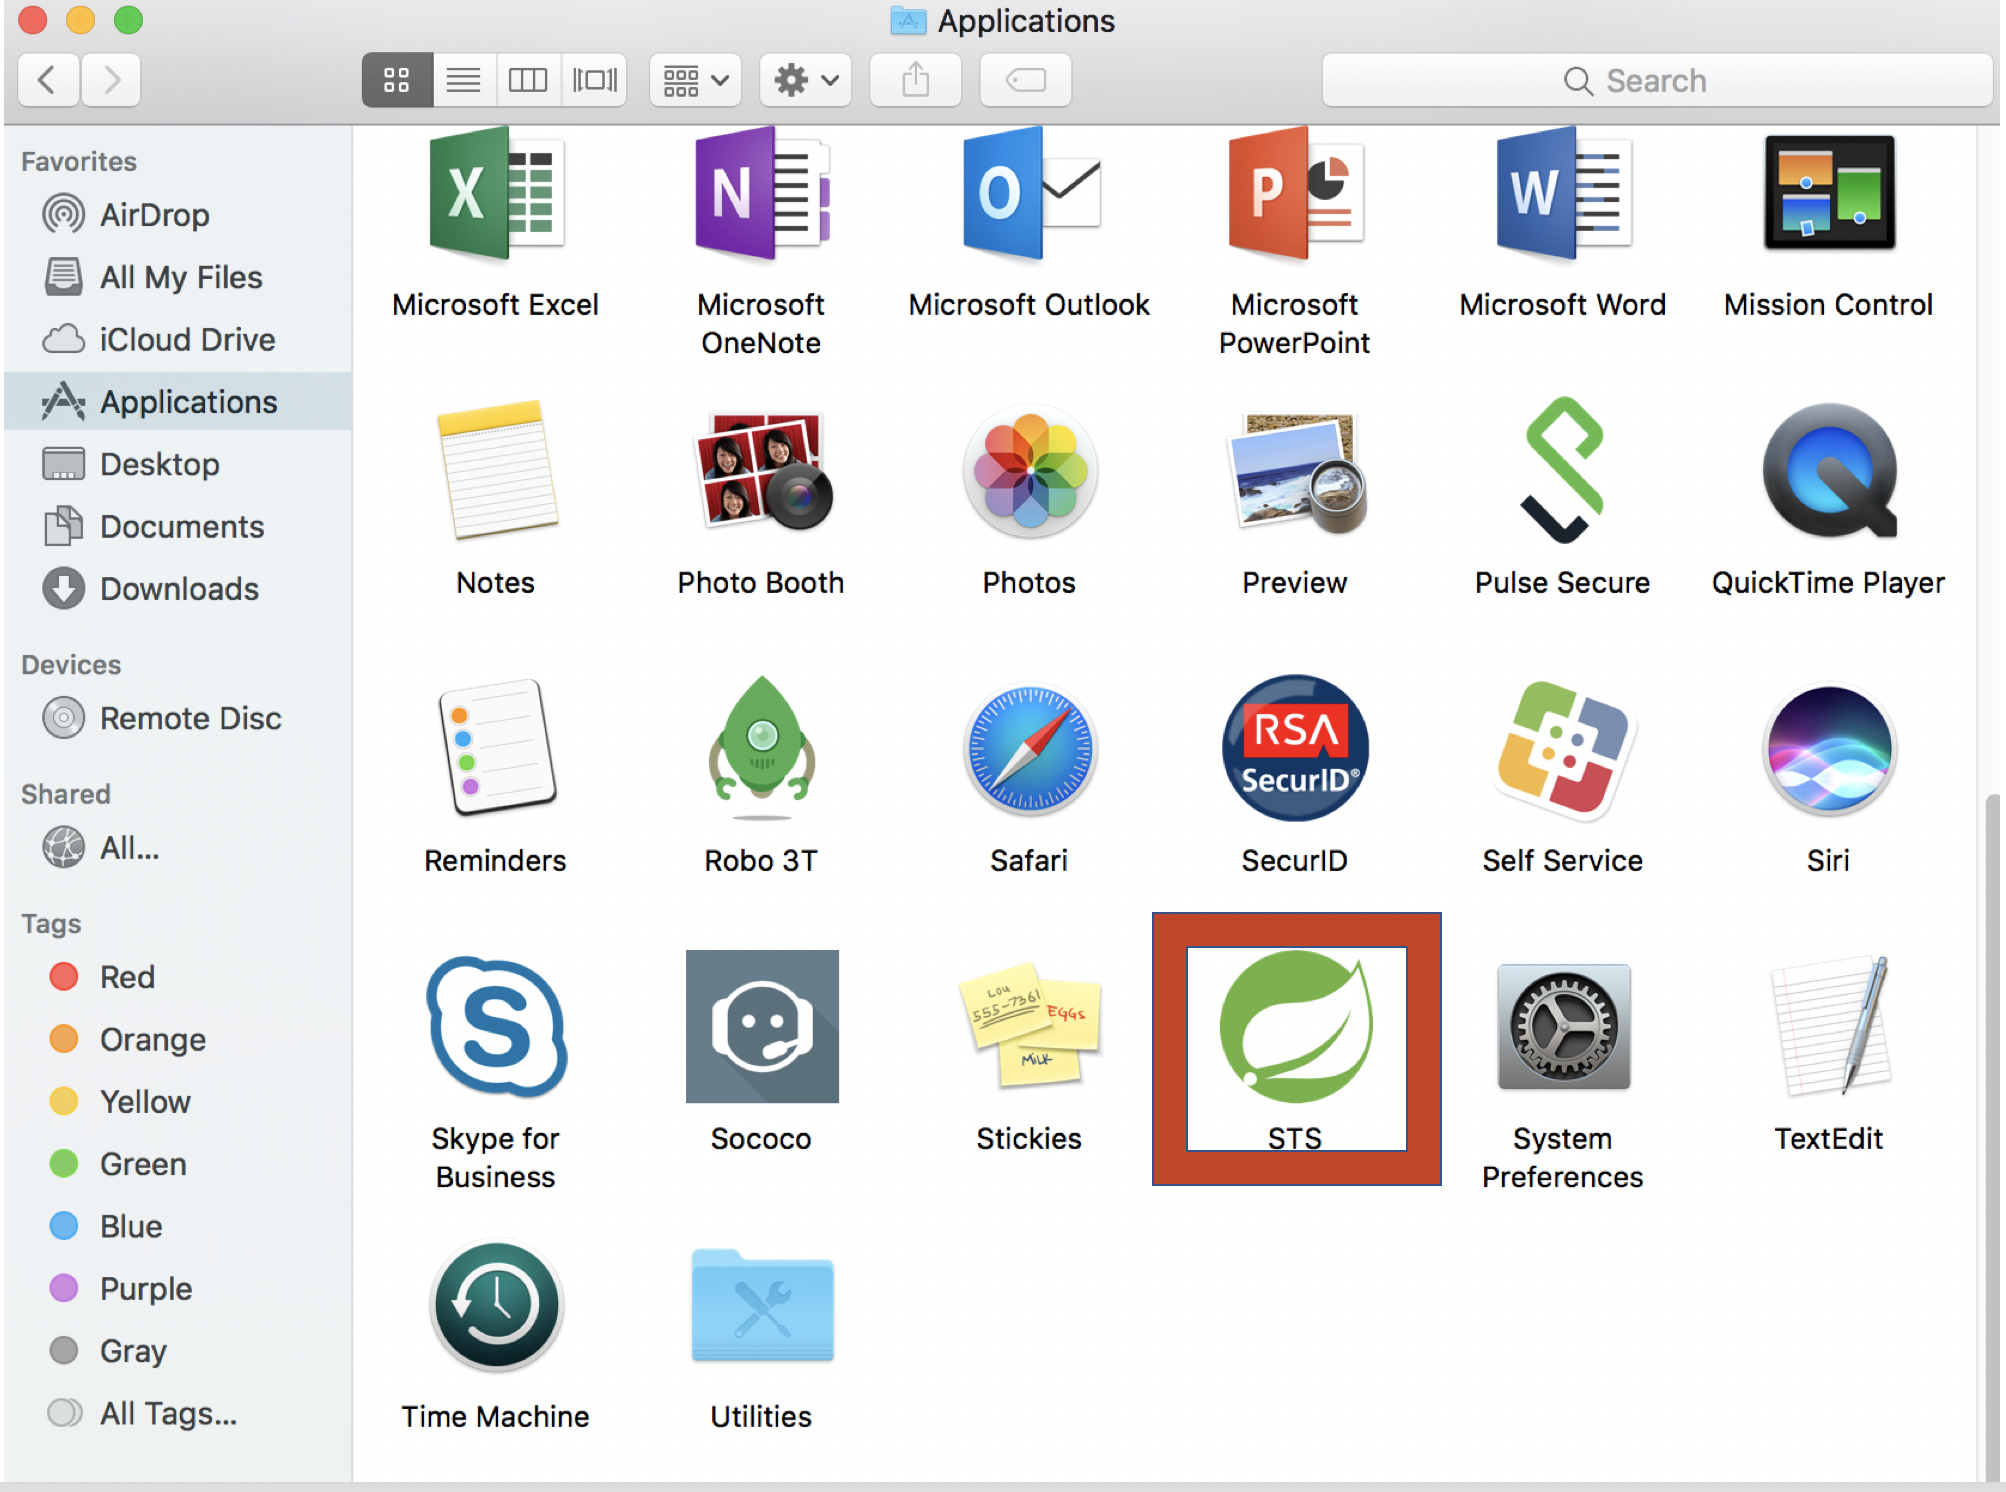 Applications
Search
Favorites
AirDrop
All My Files
iCloud Drive
Applications
Desktop
Documents
Downloads
Devices
Remote Disc
Shared
All...
Tags
Red
Orange
Yellow
Green
Blue
Purple
Gray
All Tags...
X
N
O
P
W
Microsoft Excel
Microsoft
OneNote
Microsoft Outlook
Microsoft
PowerPoint
Microsoft Word
Mission Control
Notes
Photo Booth
Photos
Preview
Pulse Secure
QuickTime Player
RSA
SecurID®
Reminders
Robo 3T
Safari
SecurID
Self Service
Siri
S
Lou
555-7361
EGGS
MiLK
Skype for
Business
Sococo
Stickies
STS
System
Preferences
TextEdit
Time Machine
Utilities